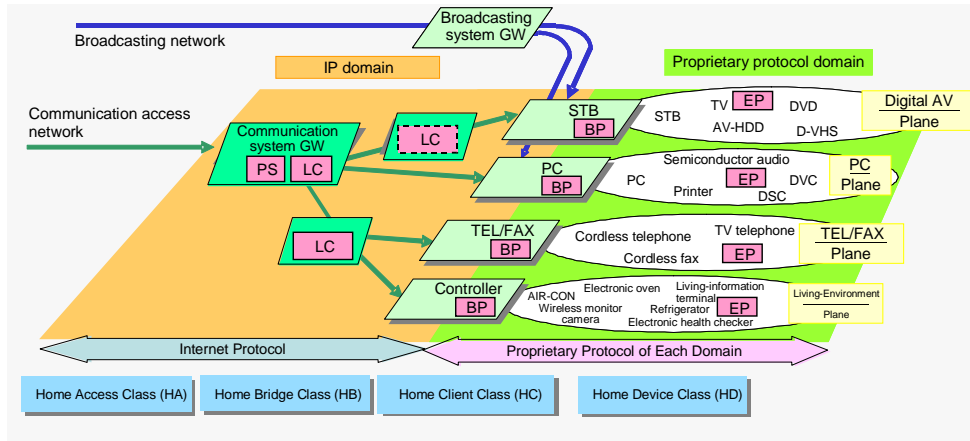 Broadcasting network
Broadcasting
system GW
IP domain
Proprietary protocol domain
Communication access
network
Communication
system GW
PS
LC
LC
LC
STB
BP
PC
BP
TEL/FAX
BP
Controller
BP
STB
TV
EP
DVD
AV-HDD
D-VHS
Digital AV
Plane
Semiconductor audio
PC
EP
DVC
Printer
DSC
PC
Plane
Cordless telephone
TV telephone
Cordless fax
EP
TEL/FAX
Plane
Electronic oven
Living-information
terminal
AIR-CON
Wireless monitor
camera
Refrigerator
EP
Electronic health checker
Living-Environment
Plane
Internet Protocol
Proprietary Protocol of Each Domain
Home Access Class (HA)
Home Bridge Class (HB)
Home Client Class (HC)
Home Device Class (HD)